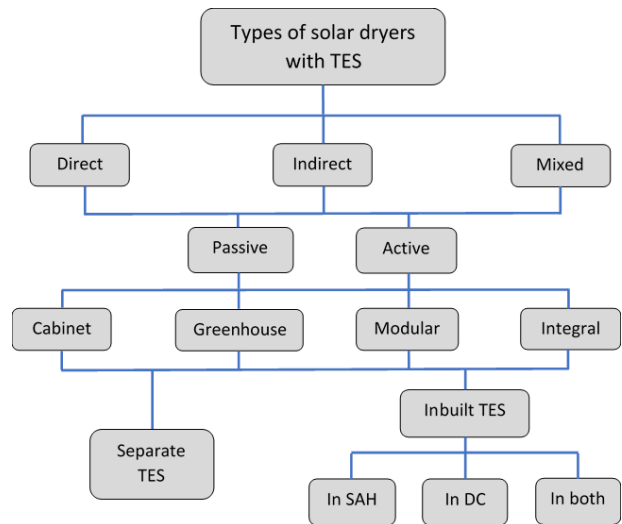 Types of solar dryers
with TES
Direct
Indirect
Mixed
Passive
Active
Cabinet
Greenhouse
Modular
Integral
Inbuilt TES
Separate
TES
In SAH
In DC
In both